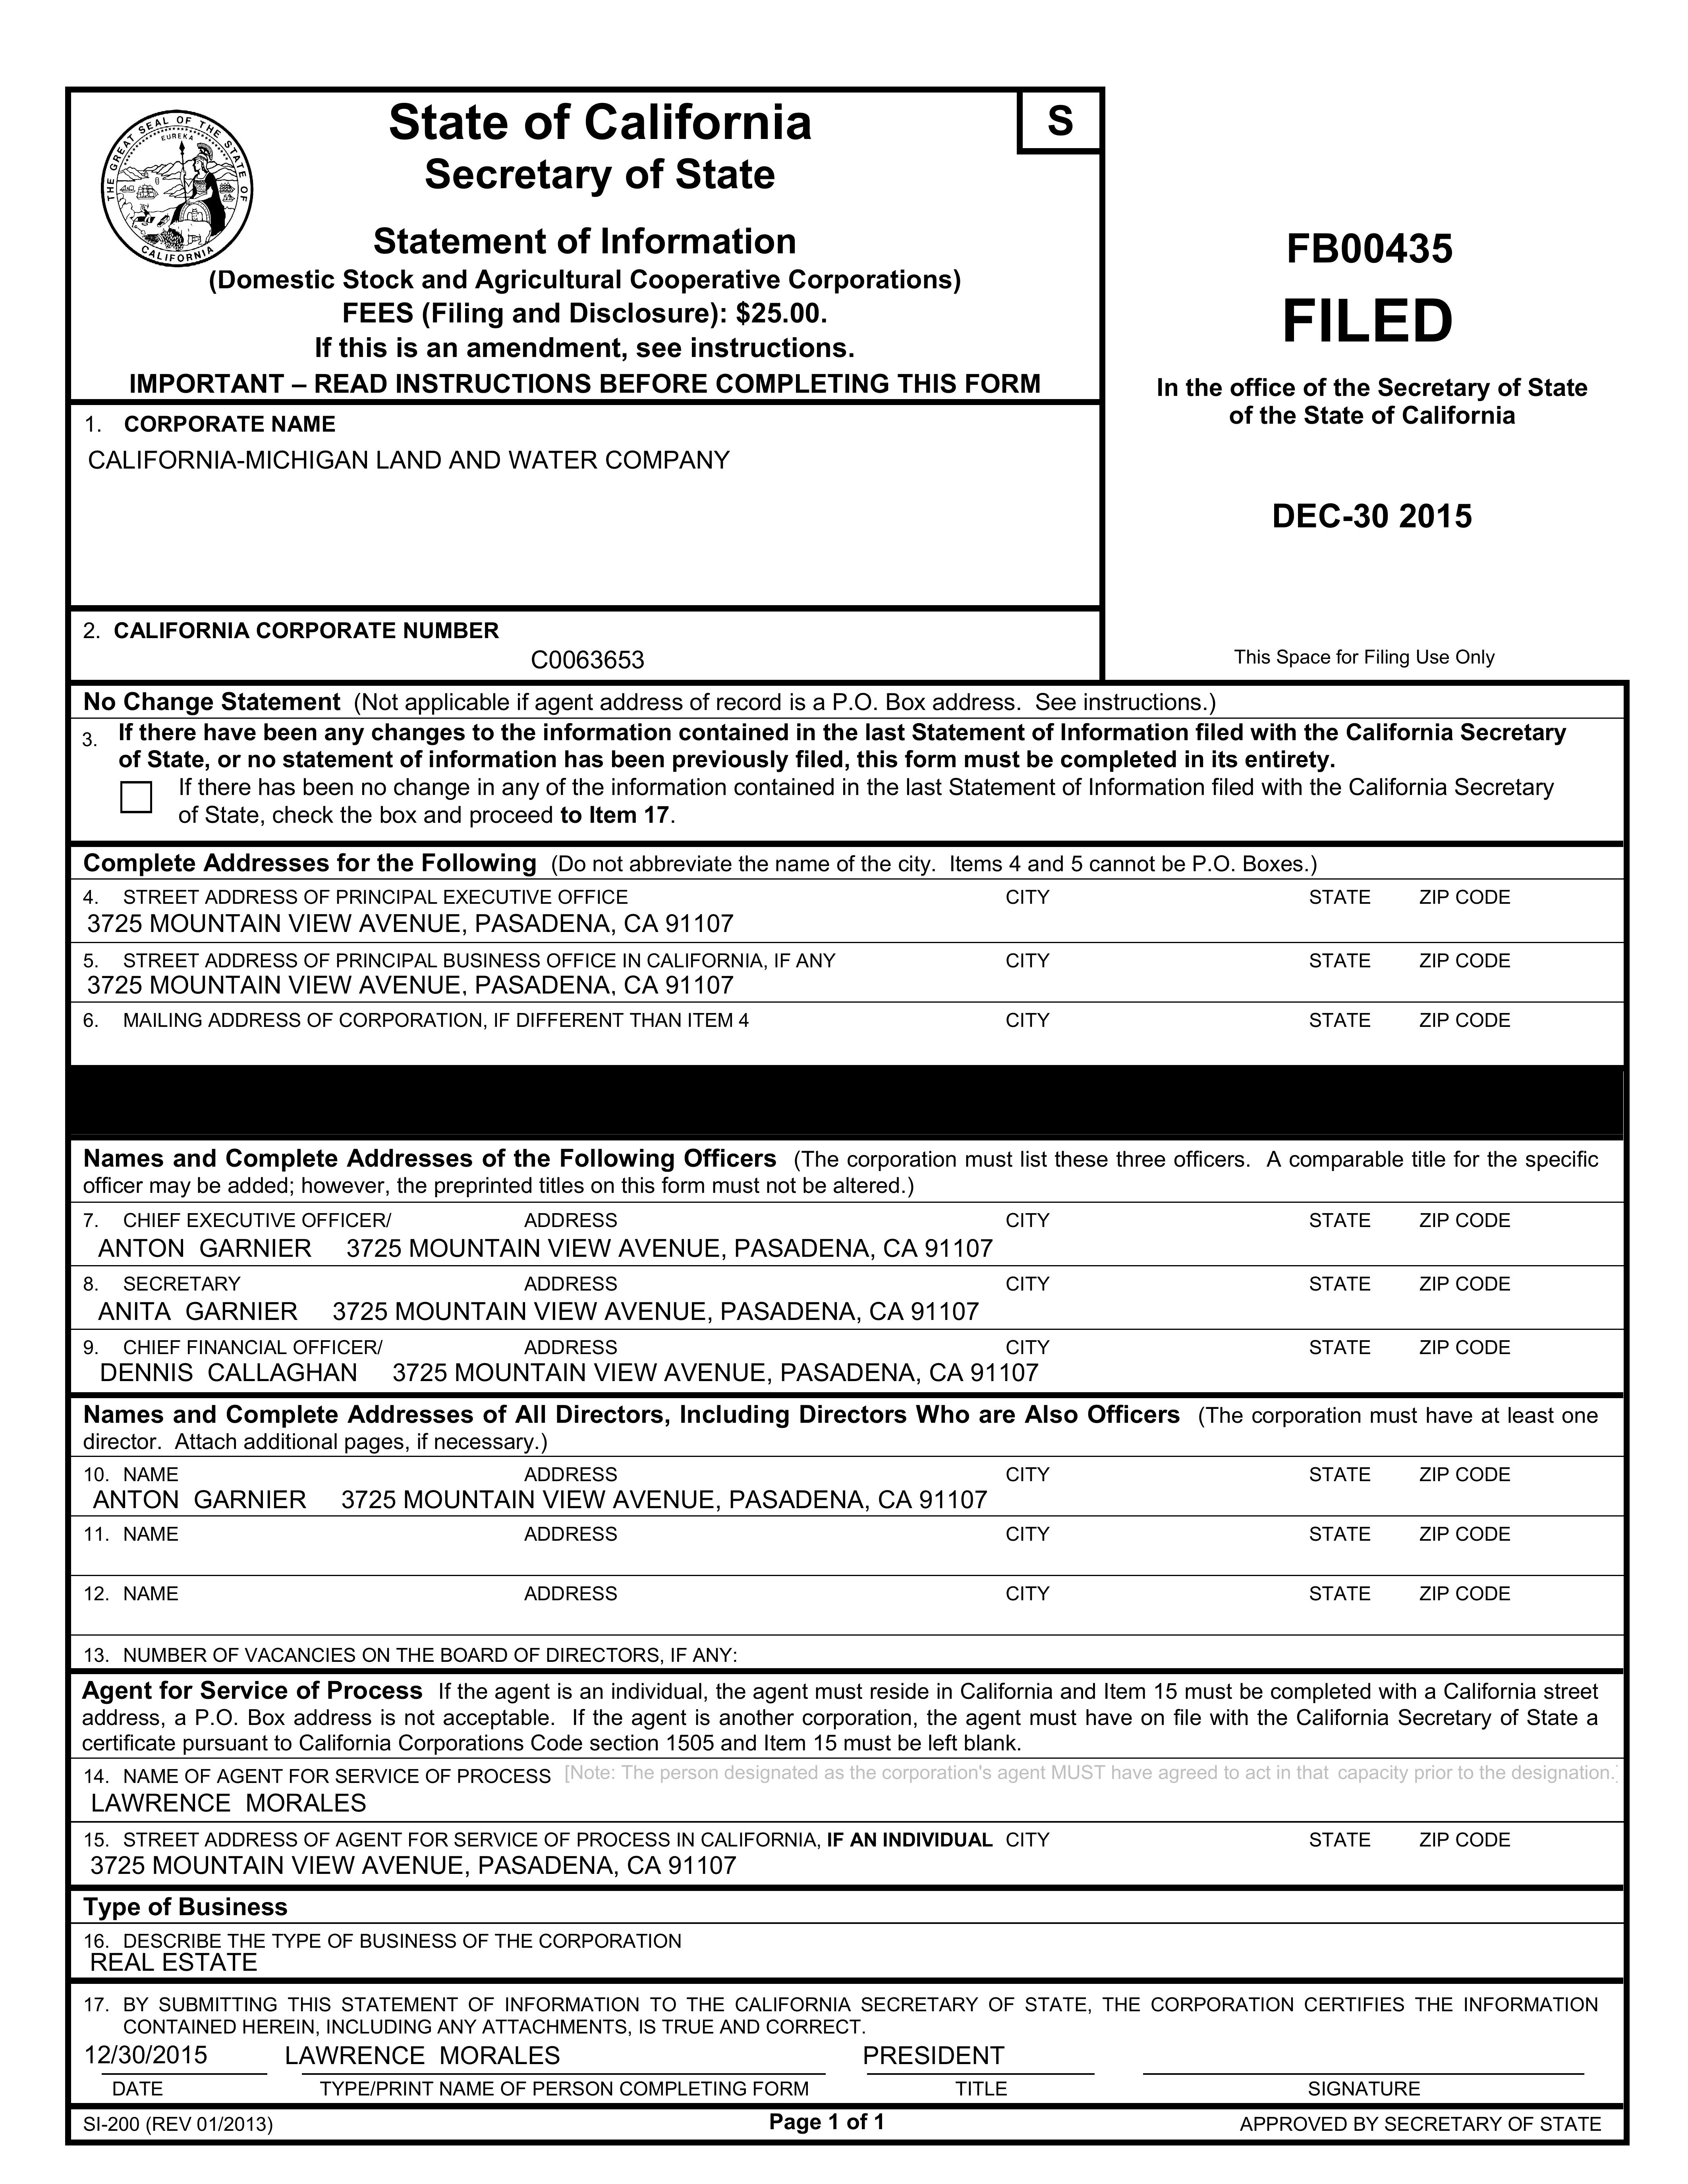 THE GREAT SEAL OF THE STATE OF CALIFORNIA
EUREKA
State of California
Secretary of State
S
Statement of Information
(Domestic Stock and Agricultural Cooperative Corporations)
FEES (Filing and Disclosure): $25.00.
If this is an amendment, see instructions.
IMPORTANT – READ INSTRUCTIONS BEFORE COMPLETING THIS FORM
FB00435
FILED
In the office of the Secretary of State
of the State of California
DEC-30 2015
1. CORPORATE NAME
CALIFORNIA-MICHIGAN LAND AND WATER COMPANY
2. CALIFORNIA CORPORATE NUMBER
C0063653
This Space for Filing Use Only
No Change Statement (Not applicable if agent address of record is a P.O. Box address. See instructions.)
3. If there have been any changes to the information contained in the last Statement of Information filed with the California Secretary
of State, or no statement of information has been previously filed, this form must be completed in its entirety.
If there has been no change in any of the information contained in the last Statement of Information filed with the California Secretary
of State, check the box and proceed to Item 17.
Complete Addresses for the Following (Do not abbreviate the name of the city. Items 4 and 5 cannot be P.O. Boxes.)
4. STREET ADDRESS OF PRINCIPAL EXECUTIVE OFFICE CITY STATE ZIP CODE
3725 MOUNTAIN VIEW AVENUE, PASADENA, CA 91107
5. STREET ADDRESS OF PRINCIPAL BUSINESS OFFICE IN CALIFORNIA, IF ANY CITY STATE ZIP CODE
3725 MOUNTAIN VIEW AVENUE, PASADENA, CA 91107
6. MAILING ADDRESS OF CORPORATION, IF DIFFERENT THAN ITEM 4 CITY STATE ZIP CODE
Names and Complete Addresses of the Following Officers (The corporation must list these three officers. A comparable title for the specific
officer may be added; however, the preprinted titles on this form must not be altered.)
7. CHIEF EXECUTIVE OFFICER/ ADDRESS CITY STATE ZIP CODE
ANTON GARNIER 3725 MOUNTAIN VIEW AVENUE, PASADENA, CA 91107
8. SECRETARY ADDRESS CITY STATE ZIP CODE
ANITA GARNIER 3725 MOUNTAIN VIEW AVENUE, PASADENA, CA 91107
9. CHIEF FINANCIAL OFFICER/ ADDRESS CITY STATE ZIP CODE
DENNIS CALLAGHAN 3725 MOUNTAIN VIEW AVENUE, PASADENA, CA 91107
Names and Complete Addresses of All Directors, Including Directors Who are Also Officers (The corporation must have at least one
director. Attach additional pages, if necessary.)
10. NAME ADDRESS CITY STATE ZIP CODE
ANTON GARNIER 3725 MOUNTAIN VIEW AVENUE, PASADENA, CA 91107
11. NAME ADDRESS CITY STATE ZIP CODE
12. NAME ADDRESS CITY STATE ZIP CODE
13. NUMBER OF VACANCIES ON THE BOARD OF DIRECTORS, IF ANY:
Agent for Service of Process If the agent is an individual, the agent must reside in California and Item 15 must be completed with a California street
address, a P.O. Box address is not acceptable. If the agent is another corporation, the agent must have on file with the California Secretary of State a
certificate pursuant to California Corporations Code section 1505 and Item 15 must be left blank.
14. NAME OF AGENT FOR SERVICE OF PROCESS [Note: The person designated as the corporation's agent MUST have agreed to act in that capacity prior to the designation.]
LAWRENCE MORALES
15. STREET ADDRESS OF AGENT FOR SERVICE OF PROCESS IN CALIFORNIA, IF AN INDIVIDUAL CITY STATE ZIP CODE
3725 MOUNTAIN VIEW AVENUE, PASADENA, CA 91107
Type of Business
16. DESCRIBE THE TYPE OF BUSINESS OF THE CORPORATION
REAL ESTATE
17. BY SUBMITTING THIS STATEMENT OF INFORMATION TO THE CALIFORNIA SECRETARY OF STATE, THE CORPORATION CERTIFIES THE INFORMATION
CONTAINED HEREIN, INCLUDING ANY ATTACHMENTS, IS TRUE AND CORRECT.
12/30/2015 LAWRENCE MORALES PRESIDENT
DATE TYPE/PRINT NAME OF PERSON COMPLETING FORM TITLE SIGNATURE
SI-200 (REV 01/2013) Page 1 of 1 APPROVED BY SECRETARY OF STATE